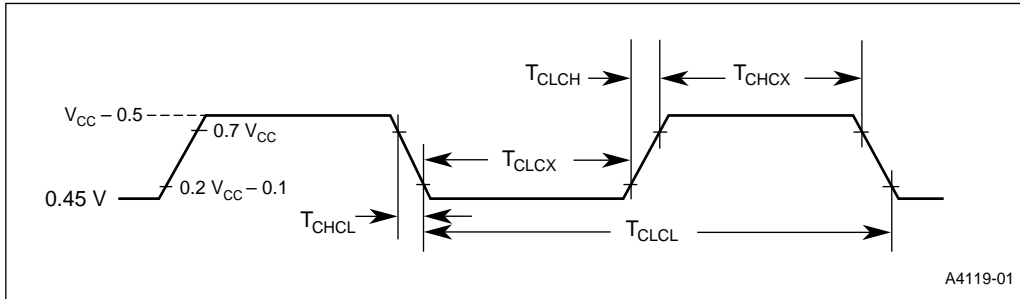 T_CLCH
T_CHCX
V_CC – 0.5
0.7 V_CC
T_CLCX
0.45 V
0.2 V_CC – 0.1
T_CHCL
T_CLCL
A4119-01